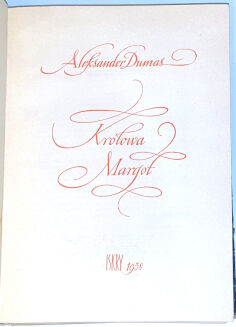 Aleksander Dumas
Królowa
Margot
ISKRY 1958